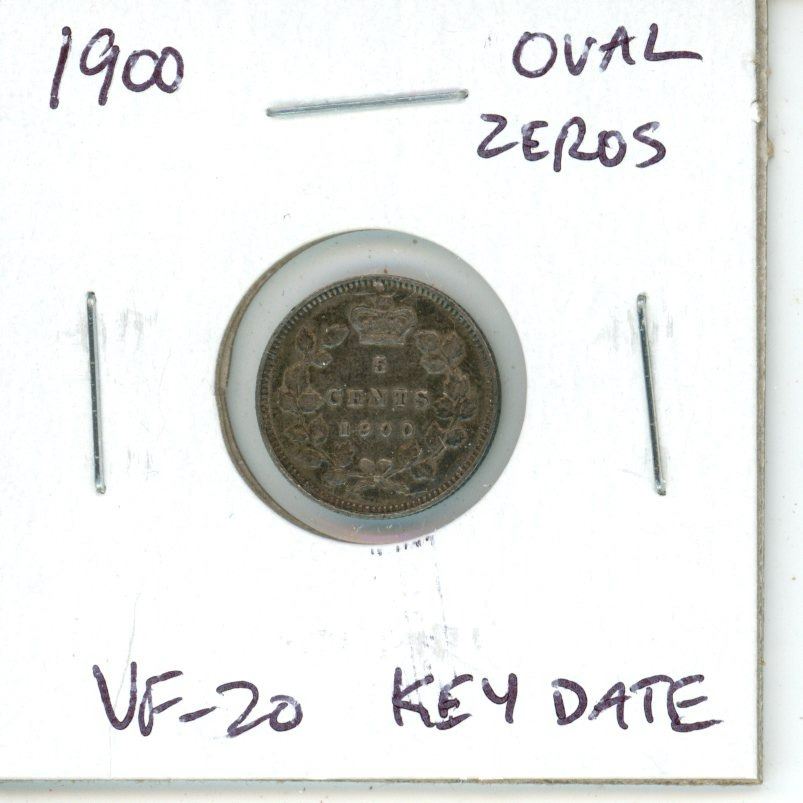 1900 OVAL
ZEROS
5
CENTS
1900
VF-20 KEY DATE